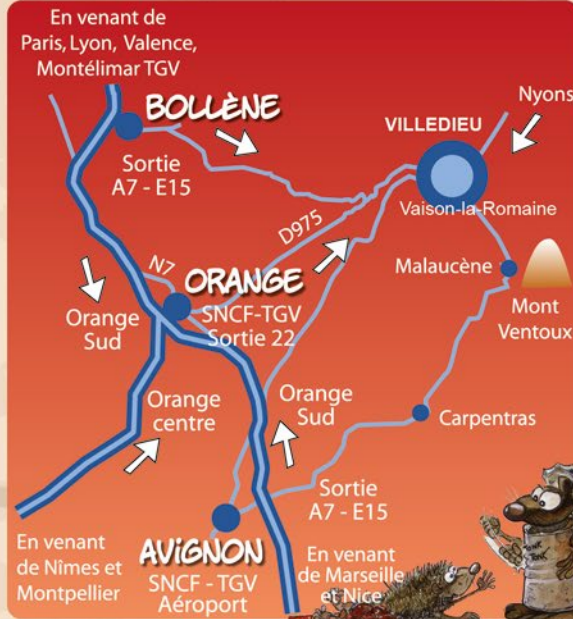 En venant de
Paris, Lyon, Valence,
Montélimar TGV
BOLLÈNE
Sortie
A7 - E15
VILLEDIEU
Nyons
Vaison-la-Romaine
D975
N7
ORANGE
SNCF-TGV
Sortie 22
Orange
Sud
Malaucène
Mont
Ventoux
Orange
centre
Orange
Sud
Carpentras
Sortie
A7 - E15
En venant
de Nîmes et
Montpellier
AVIGNON
SNCF - TGV
Aéroport
En venant
de Marseille
et Nice